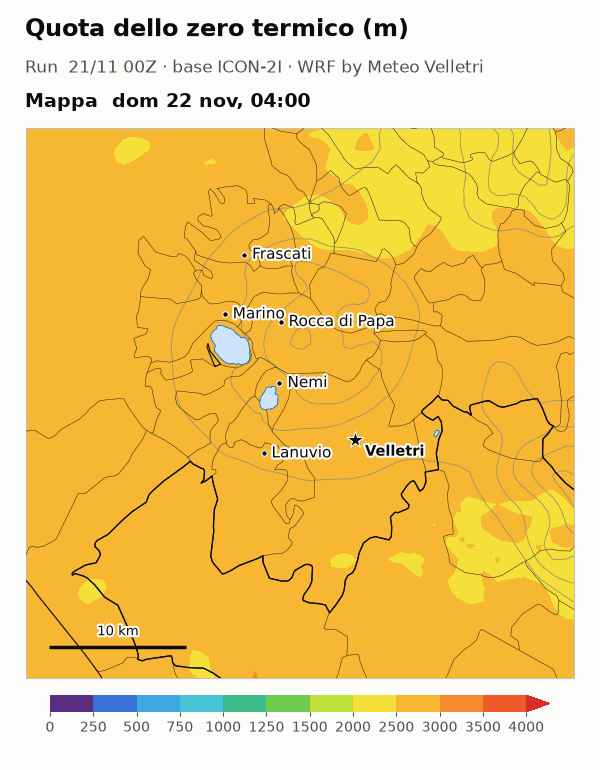 Quota dello zero termico (m)
Run  21/11 00Z · base ICON-2I · WRF by Meteo Velletri
Mappa  dom 22 nov, 04:00
Frascati
Marino
Rocca di Papa
Nemi
Velletri
Lanuvio
10 km
0 250 500 750 1000 1250 1500 2000 2500 3000 3500 4000